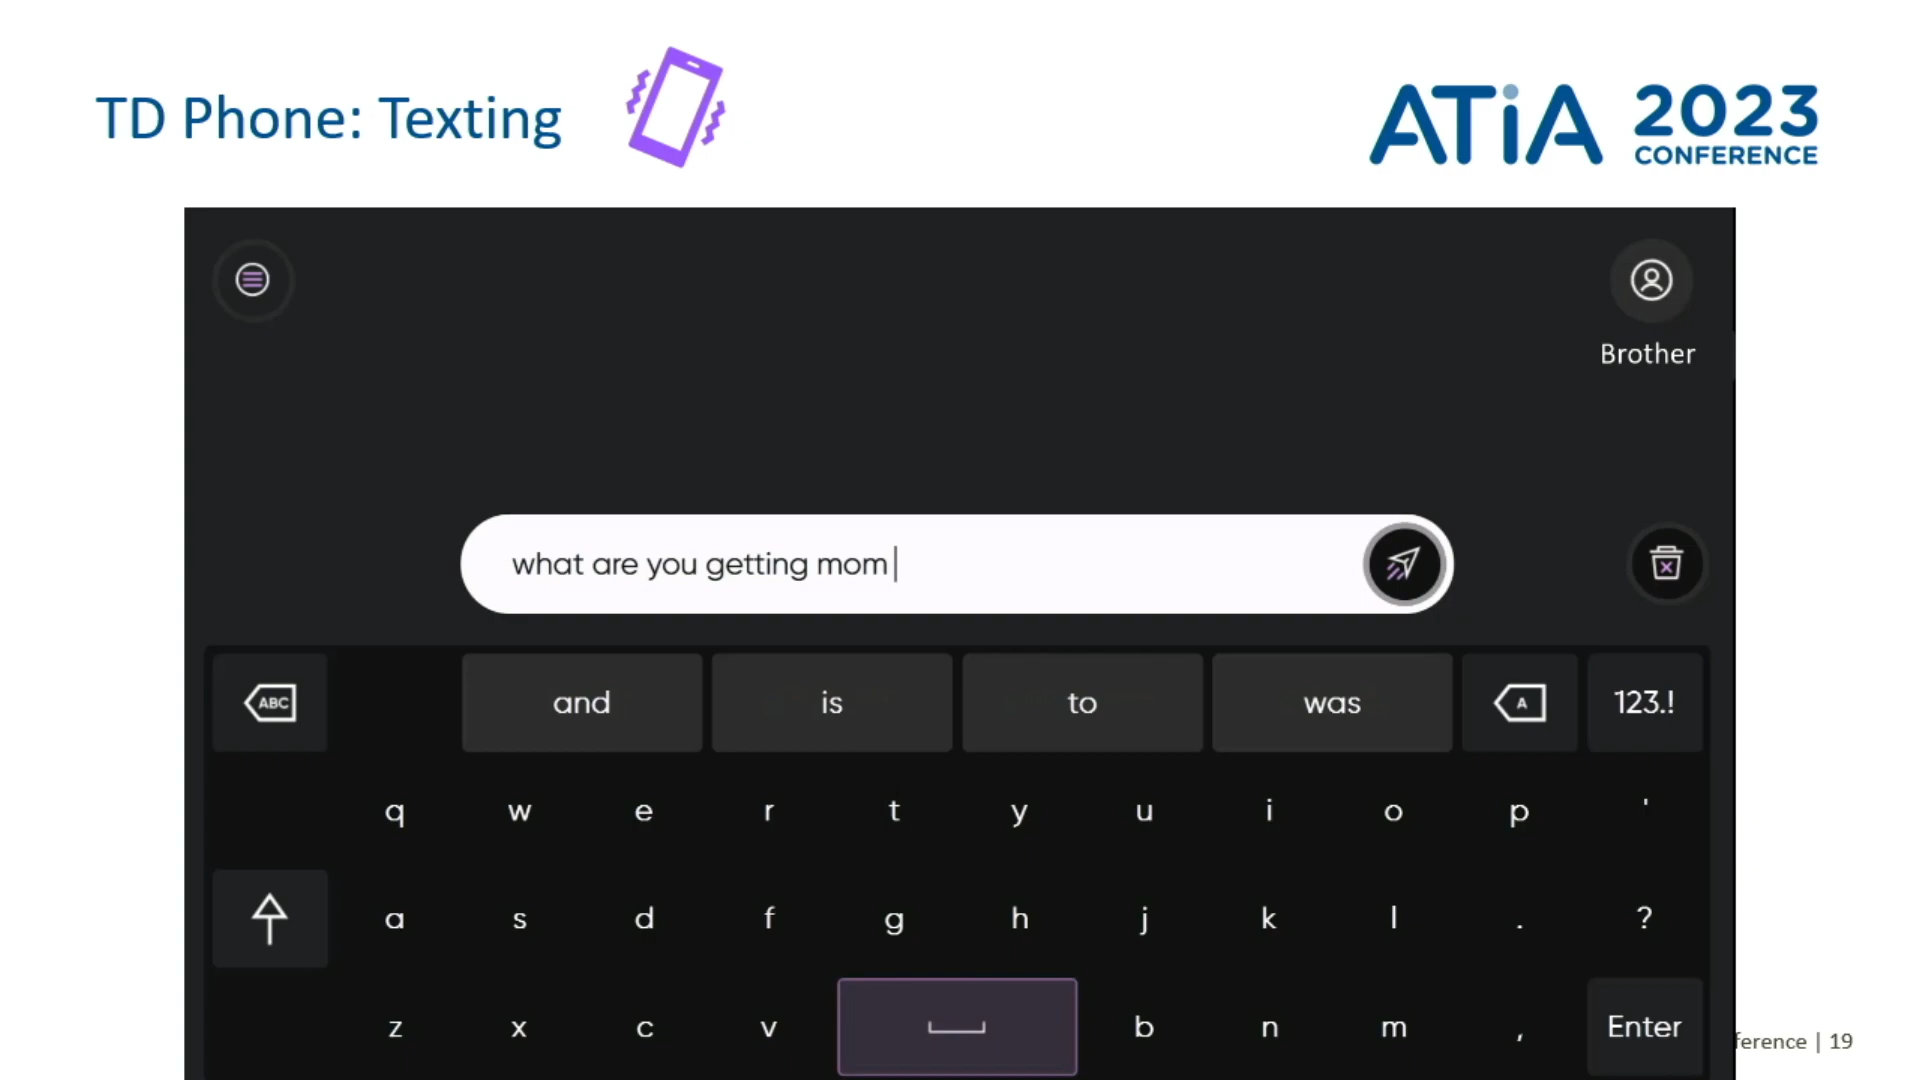 TD Phone: Texting
ATiA 2023
CONFERENCE
Brother
what are you getting mom
ABC and is to was A 123.!
q w e r t y u i o p '
a s d f g h j k l . ?
z x c v b n m , Enter
ference | 19